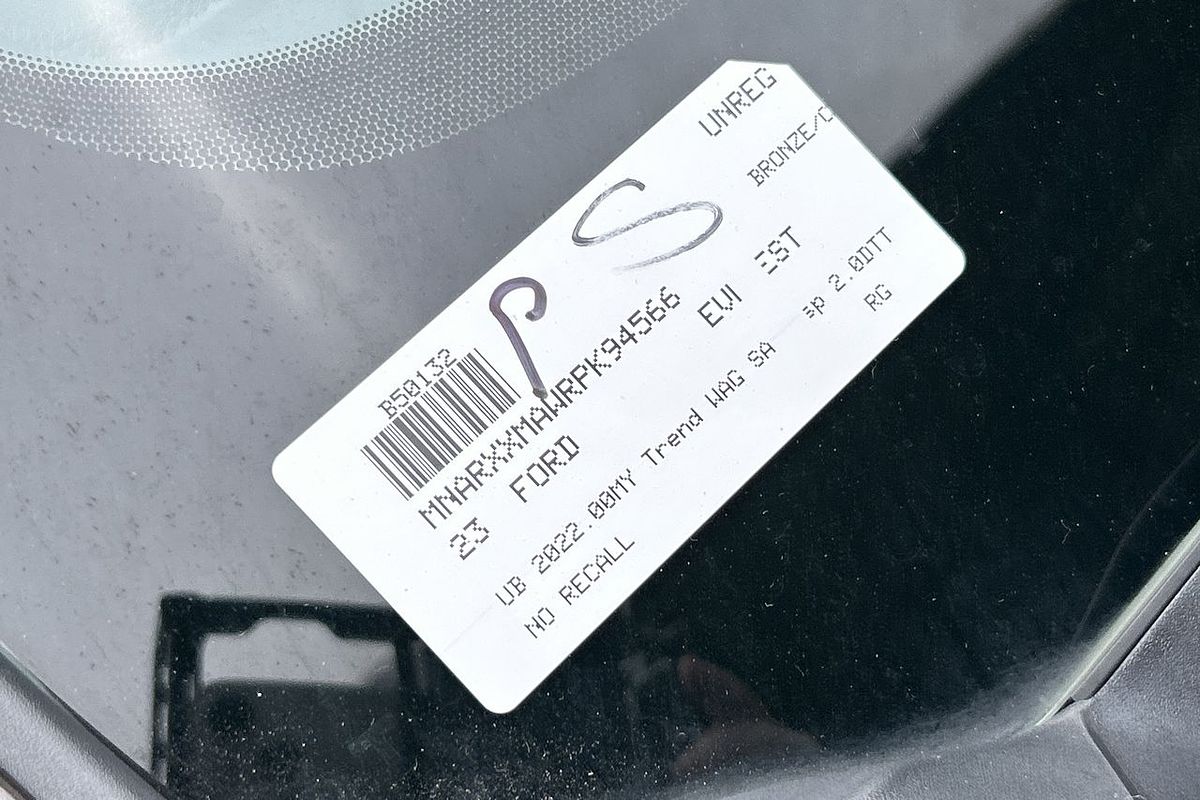 UNREG
BRONZE/C
PS
B50132
MNARXXMAWRPK94566
23 FORD EVI EST
UB 2022.00MY Trend WAG SA sp 2.0DTT
NO RECALL RG